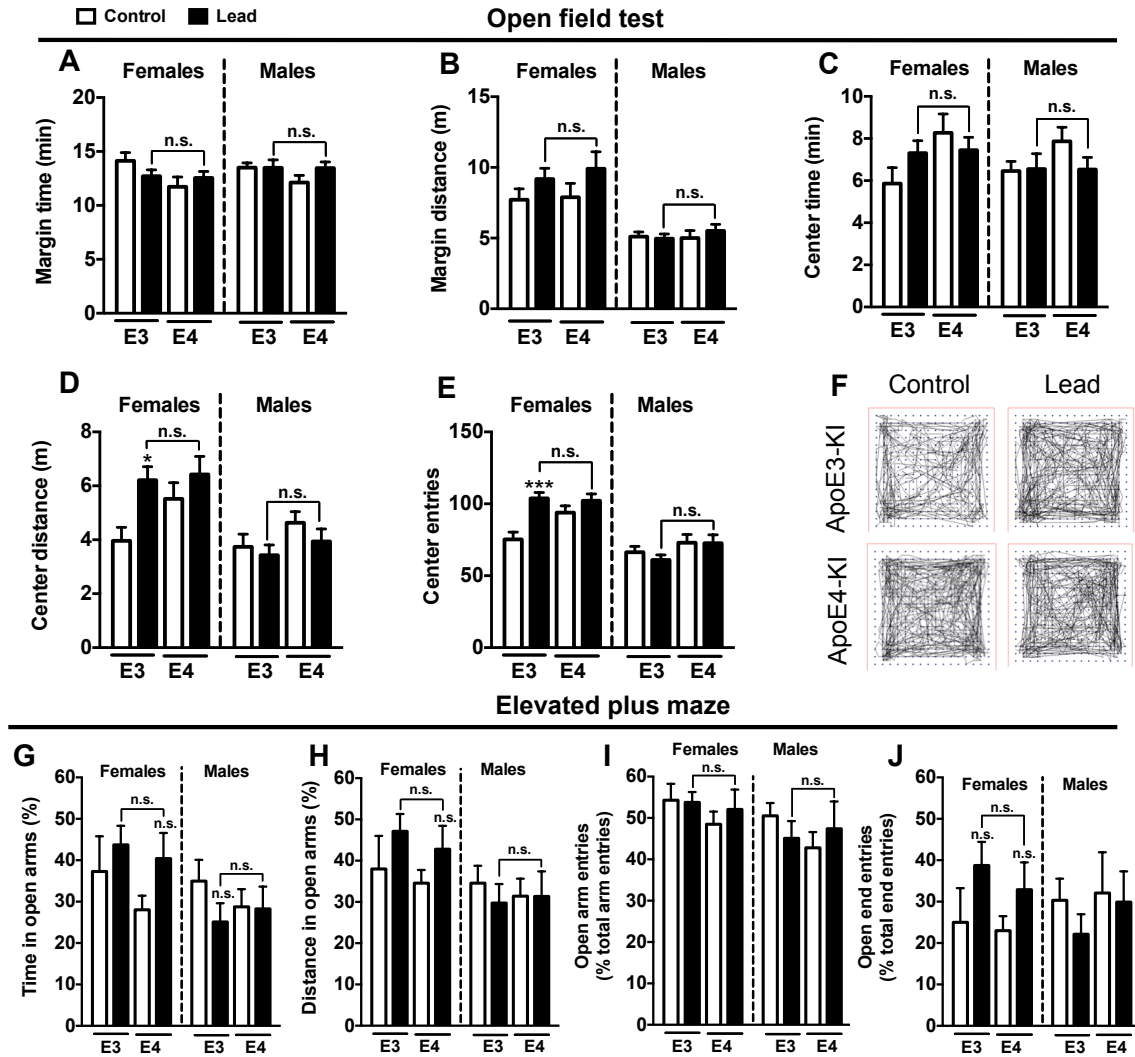 Control Lead
Open field test
A
Females Males
Margin time (min)
20
15
10
5
0
n.s.
n.s.
E3 E4 E3 E4
B
Females Males
Margin distance (m)
15
10
5
0
n.s.
n.s.
E3 E4 E3 E4
C
Females Males
Center time (min)
10
8
6
4
2
0
n.s.
n.s.
E3 E4 E3 E4
D
Females Males
Center distance (m)
8
6
4
2
0
n.s.
*
n.s.
E3 E4 E3 E4
E
Females Males
Center entries
150
100
50
0
n.s.
***
n.s.
E3 E4 E3 E4
F
Control Lead
ApoE3-KI
ApoE4-KI
Elevated plus maze
G
Females Males
Time in open arms (%)
60
50
40
30
20
10
0
n.s.
n.s.
n.s.
n.s.
E3 E4 E3 E4
H
Females Males
Distance in open arms (%)
60
50
40
30
20
10
0
n.s.
n.s.
n.s.
E3 E4 E3 E4
I
Females Males
Open arm entries
(% total arm entries)
60
50
40
30
20
10
0
n.s.
n.s.
E3 E4 E3 E4
J
Females Males
Open end entries
(% total end entries)
60
50
40
30
20
10
0
n.s.
n.s.
n.s.
E3 E4 E3 E4